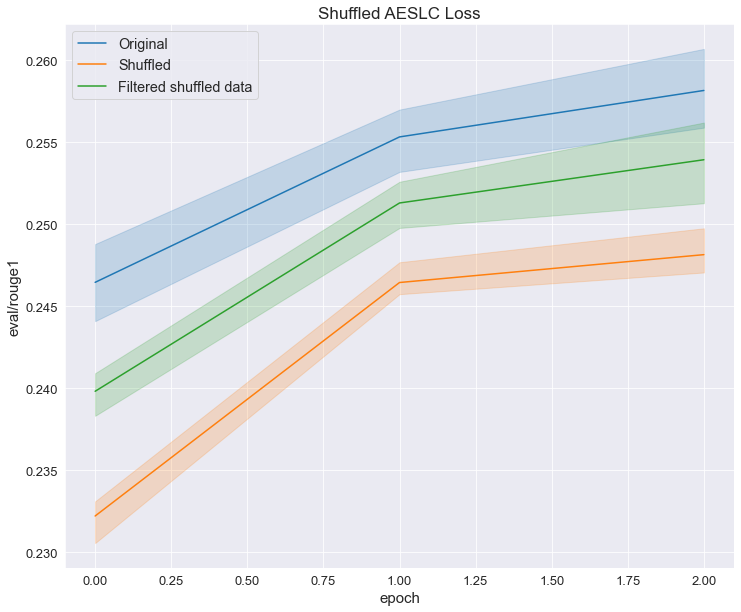 Shuffled AESLC Loss
Original
Shuffled
Filtered shuffled data
eval/rouge1
0.260
0.255
0.250
0.245
0.240
0.235
0.230
0.00 0.25 0.50 0.75 1.00 1.25 1.50 1.75 2.00
epoch